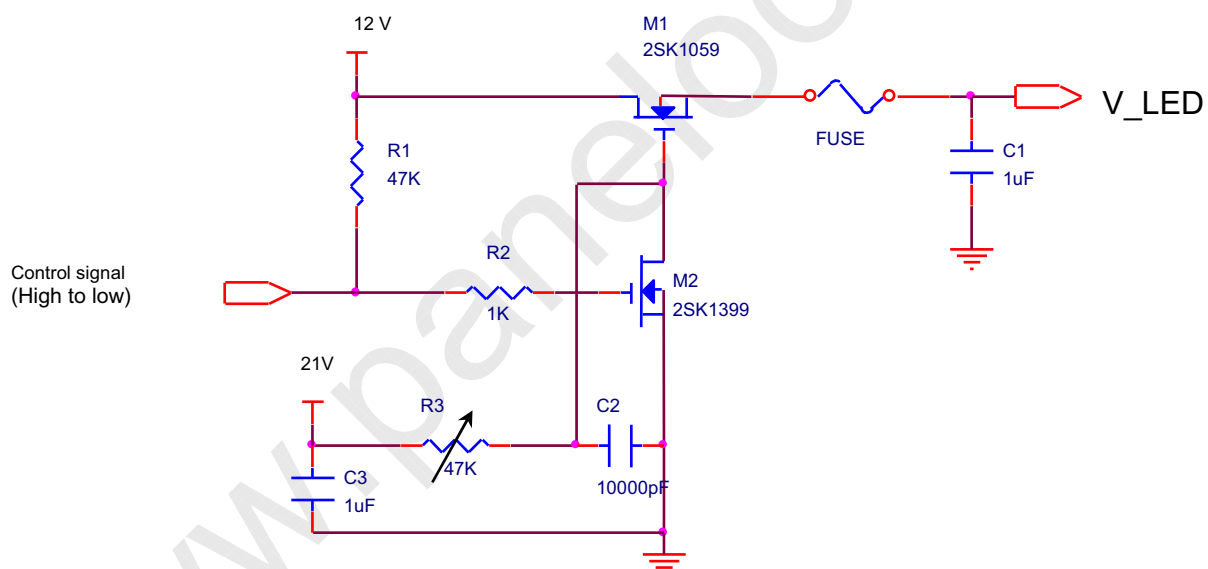 12 V
M1
2SK1059
V_LED
FUSE
R1
47K
C1
1uF
Control signal
(High to low)
R2
1K
M2
2SK1399
21V
R3
47K
C2
10000pF
C3
1uF
w.paneloo